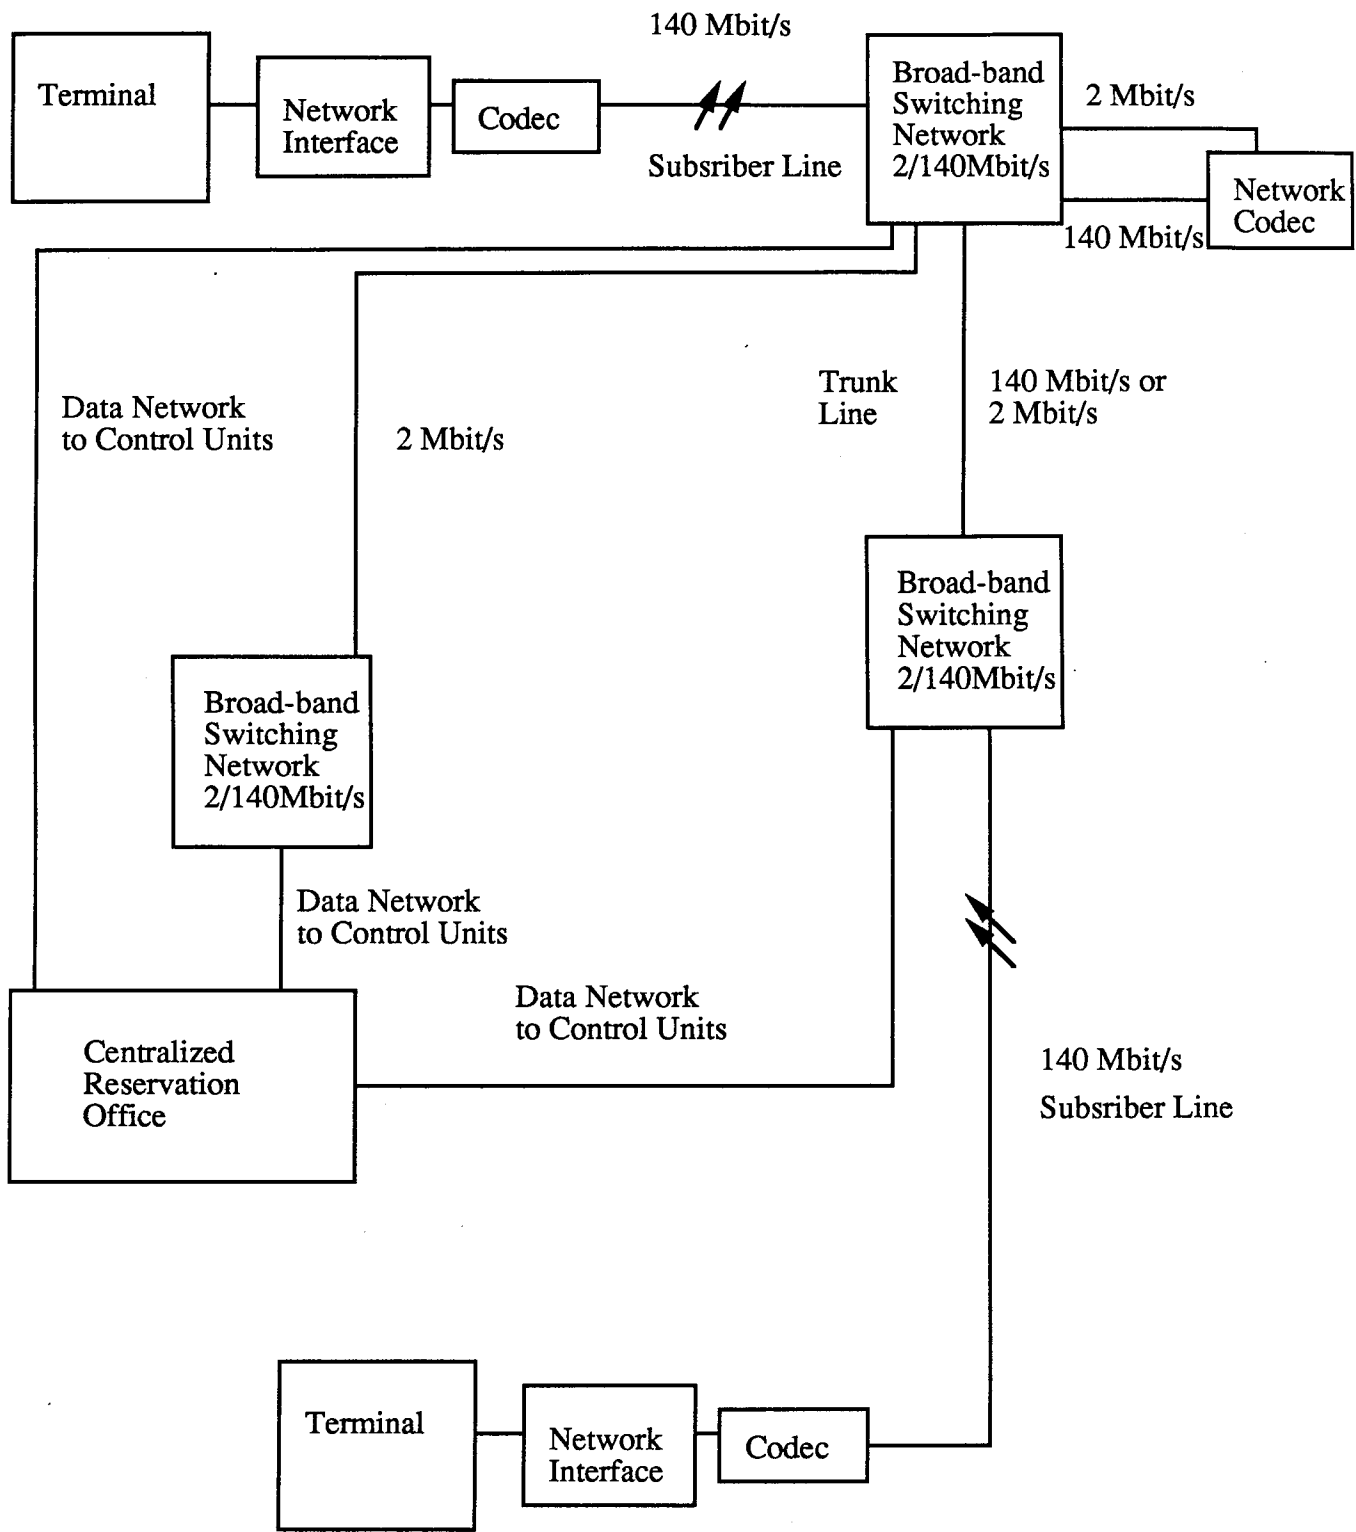 140 Mbit/s
Terminal
Network
Interface
Codec
Subsriber Line
Broad-band
Switching
Network
2/140Mbit/s
2 Mbit/s
Network
Codec
140 Mbit/s
Data Network
to Control Units
2 Mbit/s
Trunk
Line
140 Mbit/s or
2 Mbit/s
Broad-band
Switching
Network
2/140Mbit/s
Broad-band
Switching
Network
2/140Mbit/s
Data Network
to Control Units
Data Network
to Control Units
Centralized
Reservation
Office
140 Mbit/s
Subsriber Line
Terminal
Network
Interface
Codec